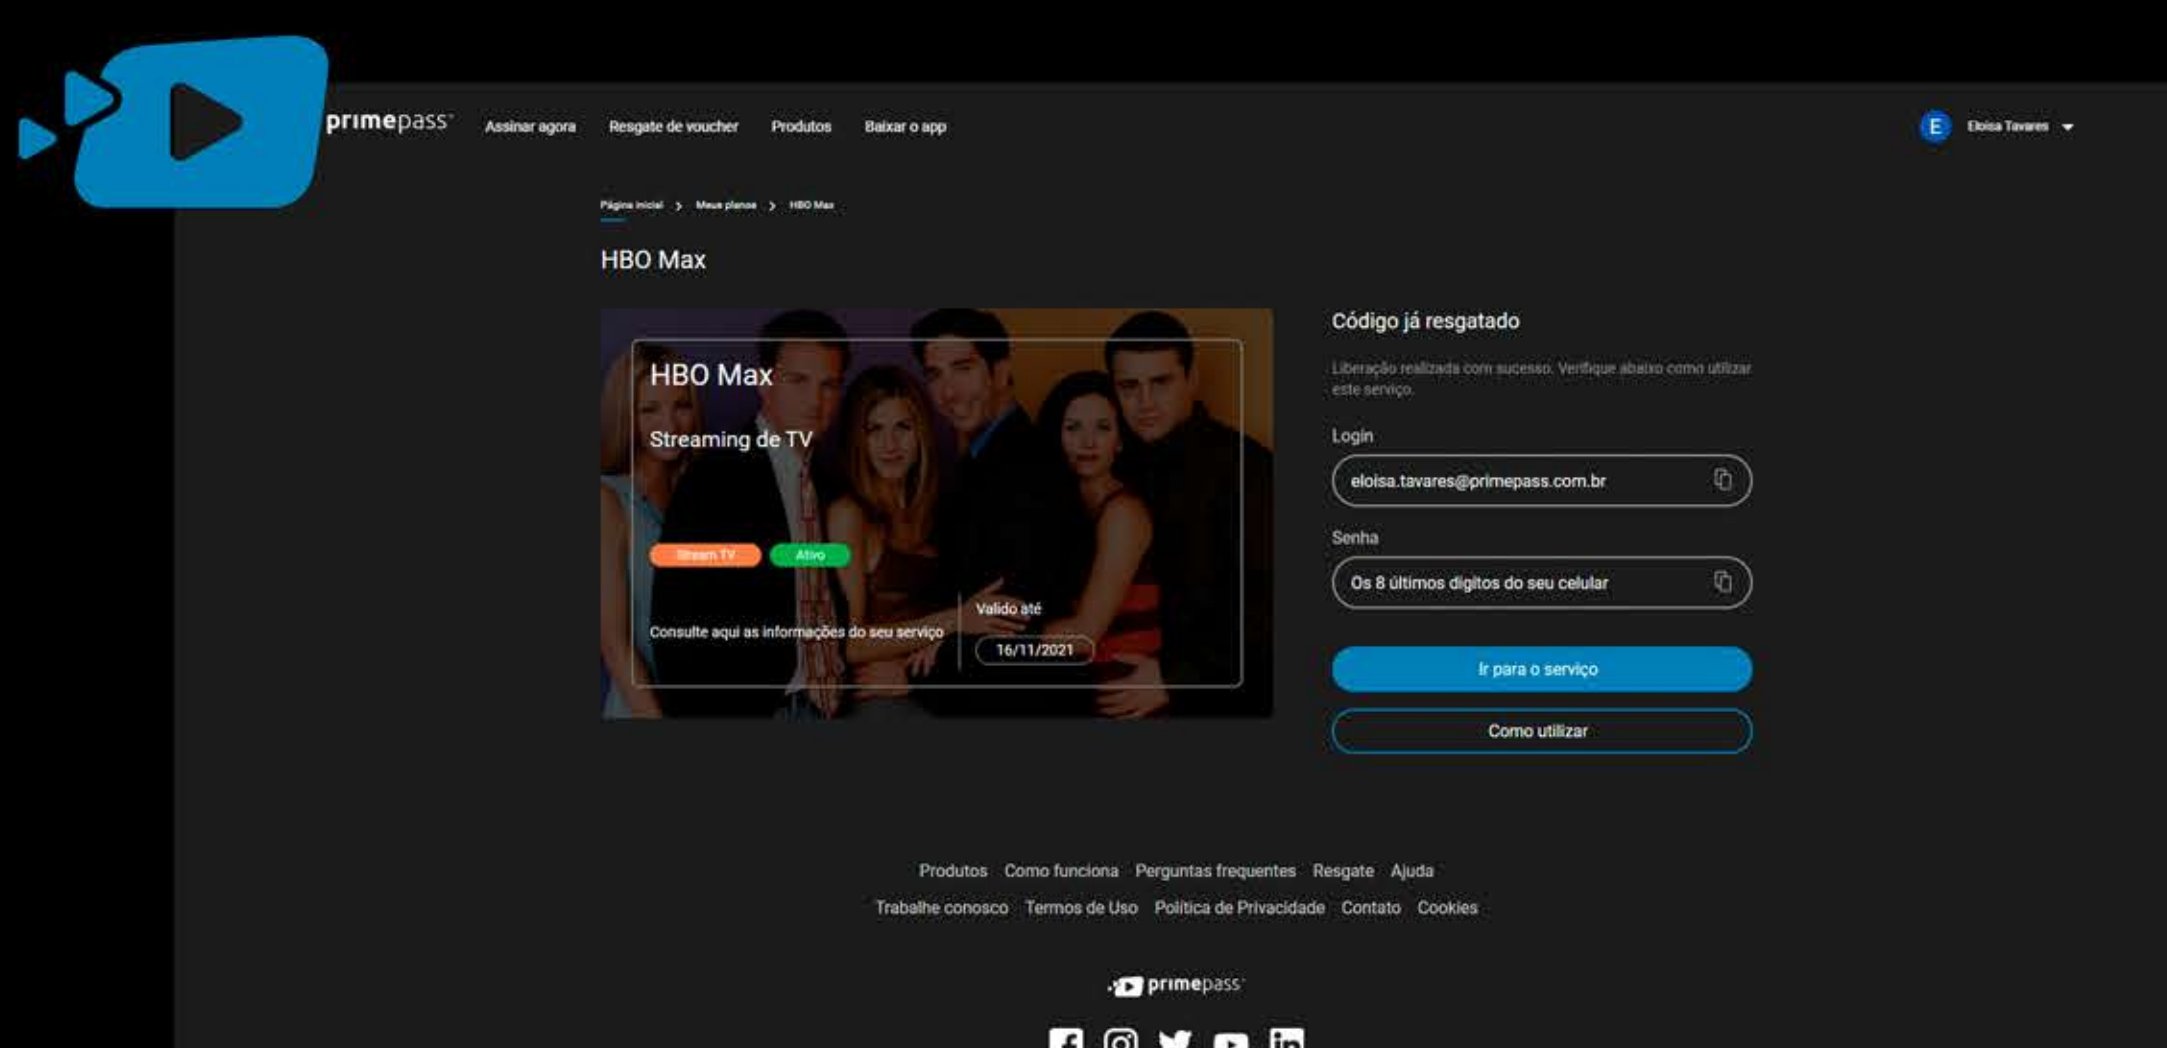 primepass
Assinar agora
Resgate de voucher
Produtos
Baixar o app
E
Eloisa Tavares
Página inicial
Meus planos
HBO Max
HBO Max
HBO Max
Streaming de TV
Stream TV
Ativo
Consulte aqui as informações do seu serviço
Valido até
16/11/2021
Código já resgatado
Liberação realizada com sucesso. Verifique abaixo como utilizar
este serviço.
Login
eloisa.tavares@primepass.com.br
Senha
Os 8 últimos digitos do seu celular
Ir para o serviço
Como utilizar
Produtos Como funciona Perguntas frequentes Resgate Ajuda
Trabalhe conosco Termos de Uso Política de Privacidade Contato Cookies
primepass